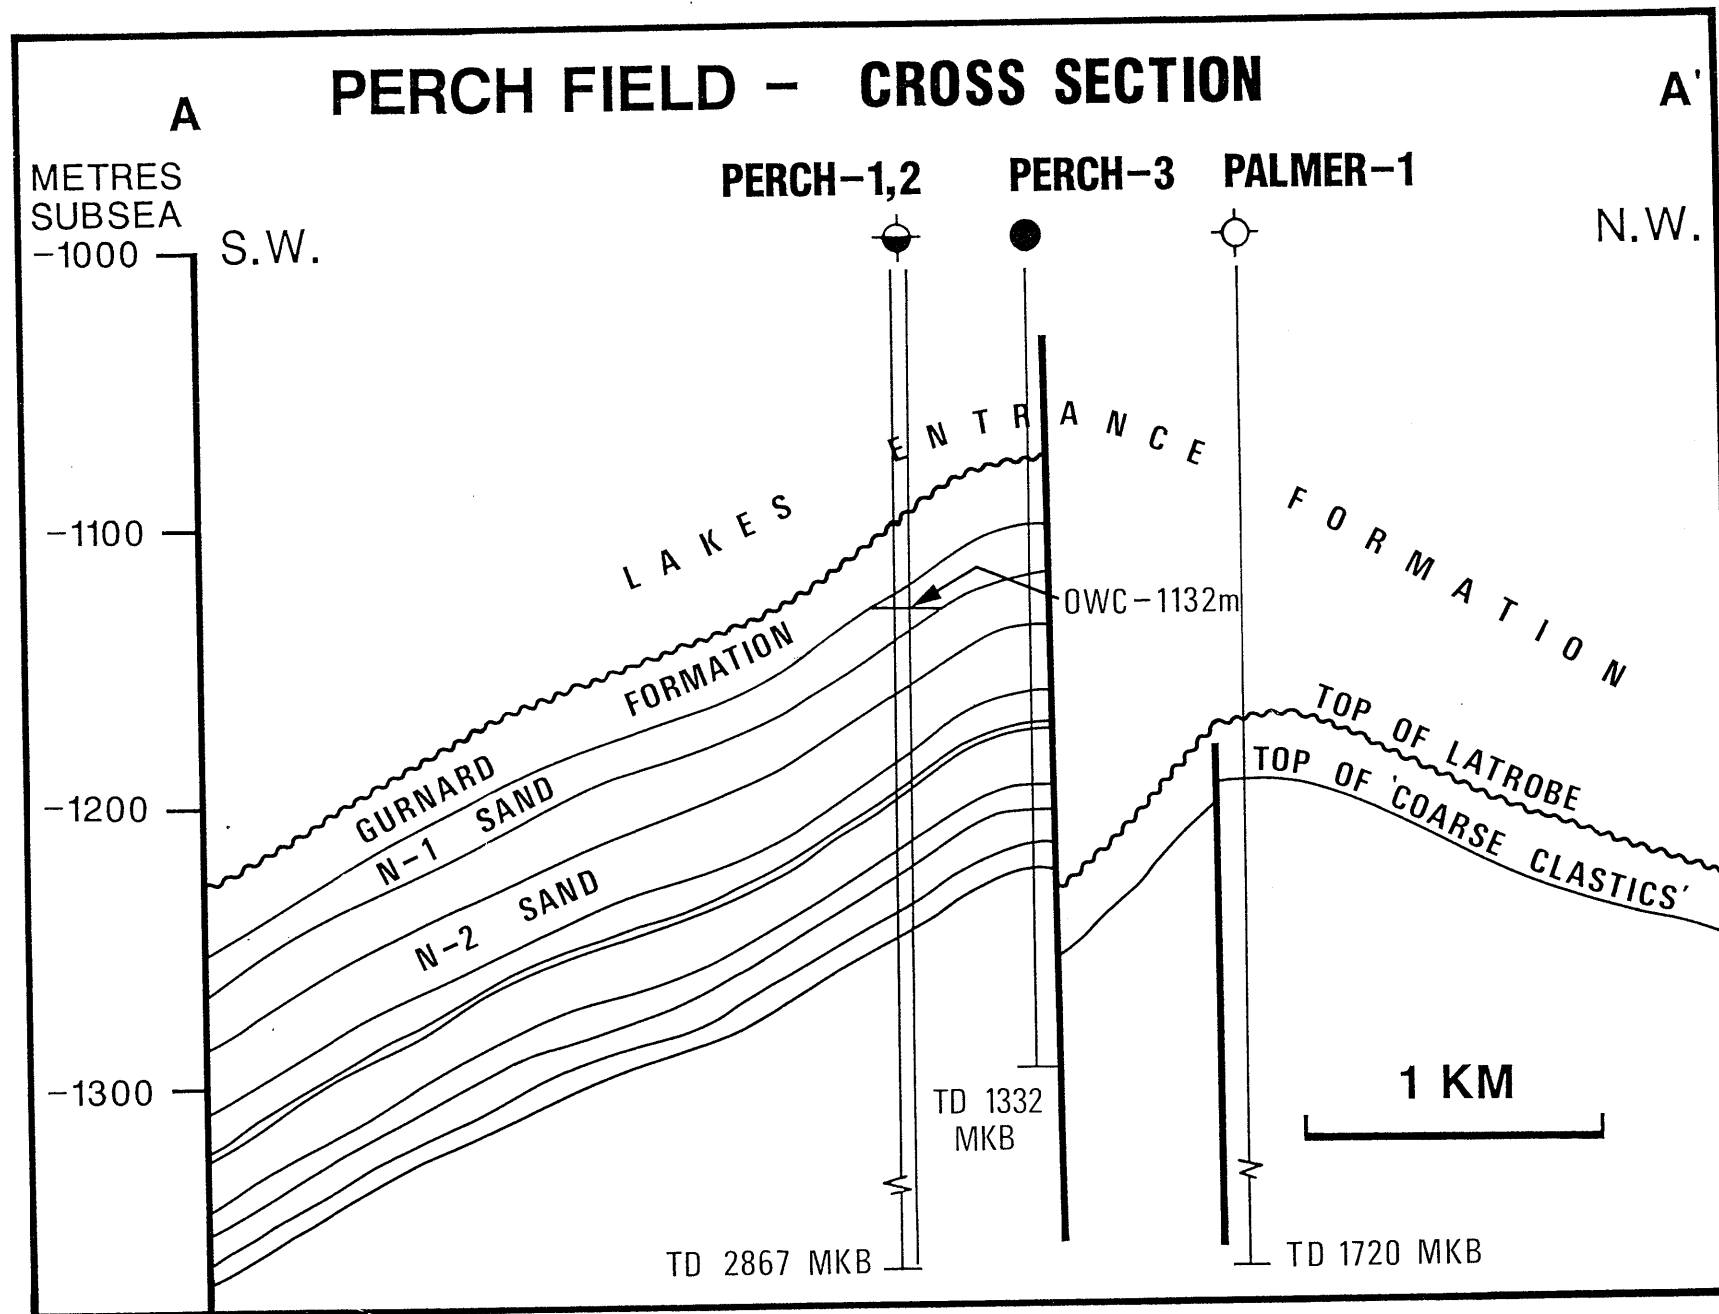 PERCH FIELD – CROSS SECTION
A
A'
METRES
SUBSEA
PERCH–1,2
PERCH–3
PALMER–1
S.W.
N.W.
–1000
–1100
–1200
–1300
LAKES ENTRANCE FORMATION
OWC–1132m
GURNARD FORMATION
N–1 SAND
N–2 SAND
TOP OF LATROBE
TOP OF 'COARSE CLASTICS'
1 KM
TD 1332
MKB
TD 2867 MKB
TD 1720 MKB